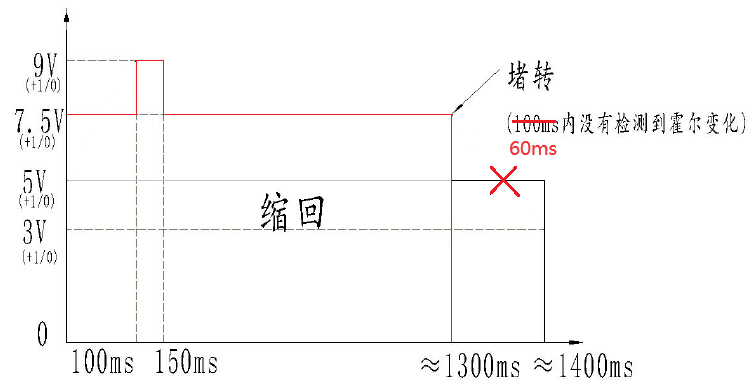 9V
(+1/0)
堵转
7.5V
(+1/0)
(100ms内没有检测到霍尔变化)
60ms
5V
(+1/0)
缩回
3V
(+1/0)
0
100ms 150ms ≈1300ms ≈1400ms